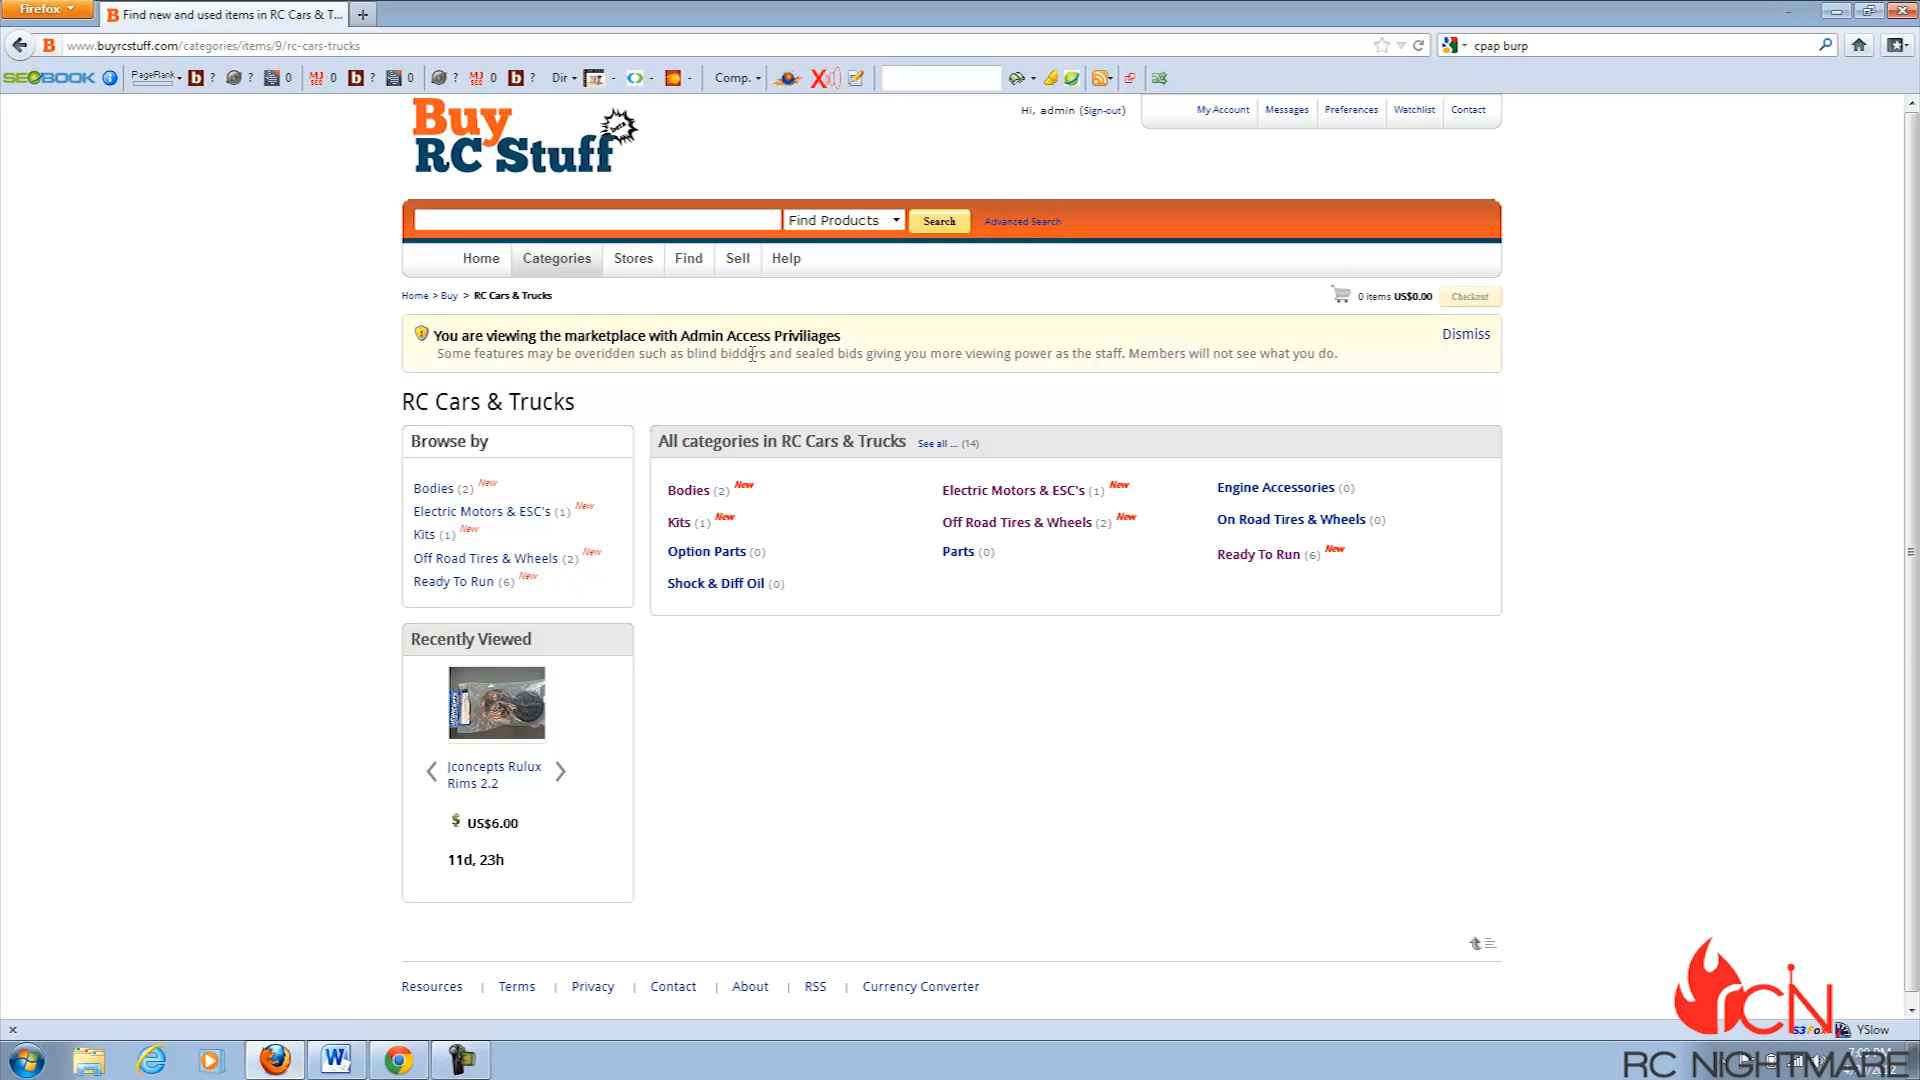 Firefox
Find new and used items in RC Cars & T...
www.buyrcstuff.com/categories/items/9/rc-cars-trucks
cpap burp
SEOBOOK PageRank ? ? 0 0 ? 0 ? 0 ? Dir Comp.
Buy
RC Stuff
beta
Hi, admin (Sign-out)
My Account Messages Preferences Watchlist Contact
Find Products Search Advanced Search
Home Categories Stores Find Sell Help
Home > Buy > RC Cars & Trucks
0 items US$0.00 Checkout
You are viewing the marketplace with Admin Access Priviliages
Dismiss
Some features may be overidden such as blind bidders and sealed bids giving you more viewing power as the staff. Members will not see what you do.
RC Cars & Trucks
Browse by
Bodies (2) New
Electric Motors & ESC's (1) New
Kits (1) New
Off Road Tires & Wheels (2) New
Ready To Run (6) New
All categories in RC Cars & Trucks See all ... (14)
Bodies (2) New Electric Motors & ESC's (1) New Engine Accessories (0)
Kits (1) New Off Road Tires & Wheels (2) New On Road Tires & Wheels (0)
Option Parts (0) Parts (0) Ready To Run (6) New
Shock & Diff Oil (0)
Recently Viewed
Jconcepts Rulux
Rims 2.2
$ US$6.00
11d, 23h
Resources | Terms | Privacy | Contact | About | RSS | Currency Converter
S3Fox YSlow
rCN
RC NIGHTMARE